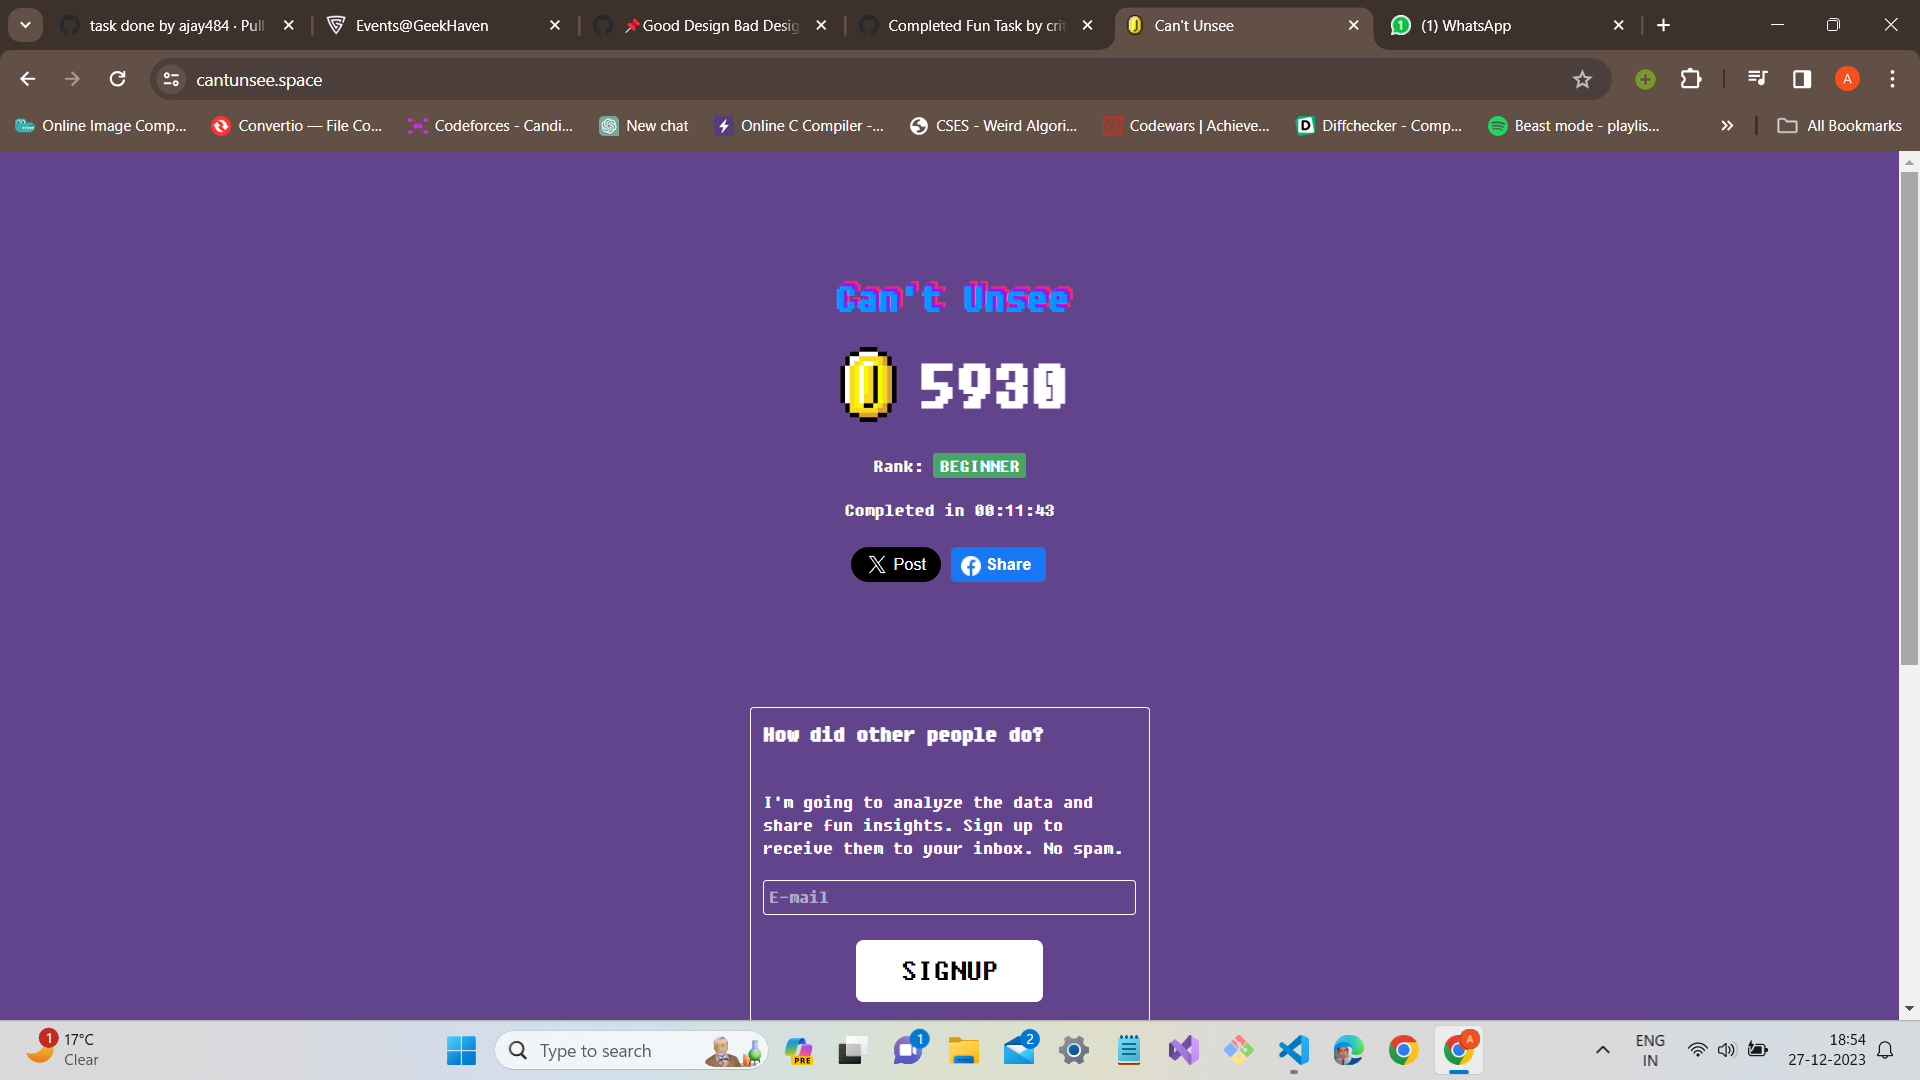 task done by ajay484 · Pull
Events@GeekHaven
📌Good Design Bad Desig
Completed Fun Task by crit
Can't Unsee
(1) WhatsApp
cantunsee.space
A
Online Image Comp...
Convertio — File Co...
Codeforces - Candi...
New chat
Online C Compiler -...
CSES - Weird Algori...
Codewars | Achieve...
Diffchecker - Comp...
Beast mode - playlis...
All Bookmarks
Can't Unsee
5930
Rank: BEGINNER
Completed in 00:11:43
Post
Share
How did other people do?
I'm going to analyze the data and
share fun insights. Sign up to
receive them to your inbox. No spam.
E-mail
SIGNUP
1
17°C
Clear
Type to search
PRE
1
2
A
ENG
IN
18:54
27-12-2023